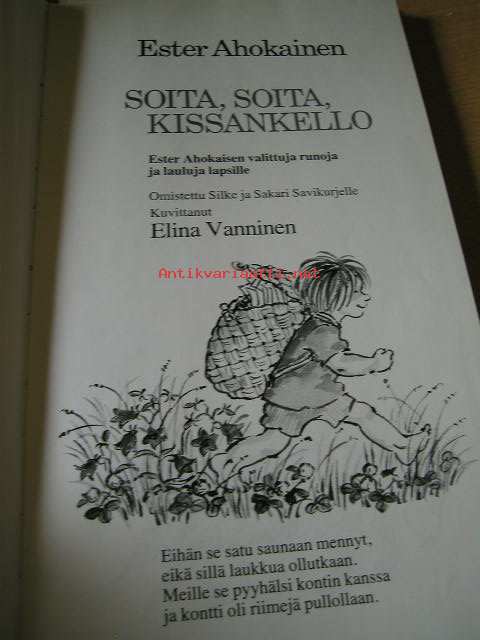 Ester Ahokainen
SOITA, SOITA,
KISSANKELLO
Ester Ahokaisen valittuja runoja
ja lauluja lapsille
Omistettu Silke ja Sakari Savikurjelle
Kuvittanut
Elina Vanninen
Antikvariaatti.net
Eihän se satu saunaan mennyt,
eikä sillä laukkua ollutkaan.
Meille se pyyhälsi kontin kanssa
ja kontti oli riimejä pullollaan.